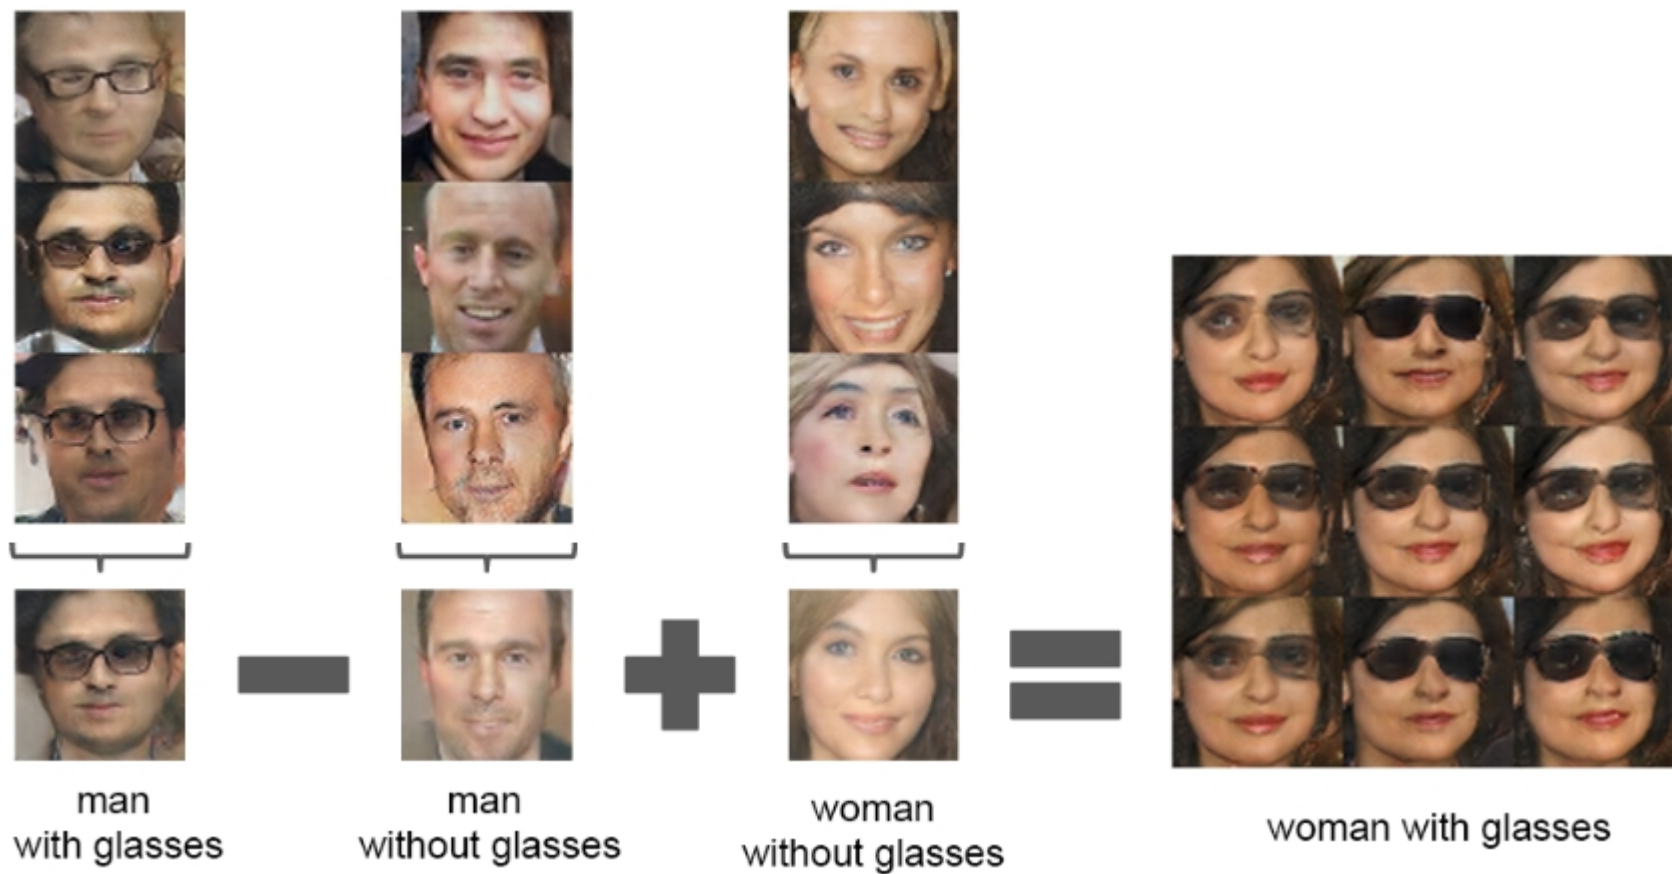 man
with glasses
man
without glasses
woman
without glasses
woman with glasses